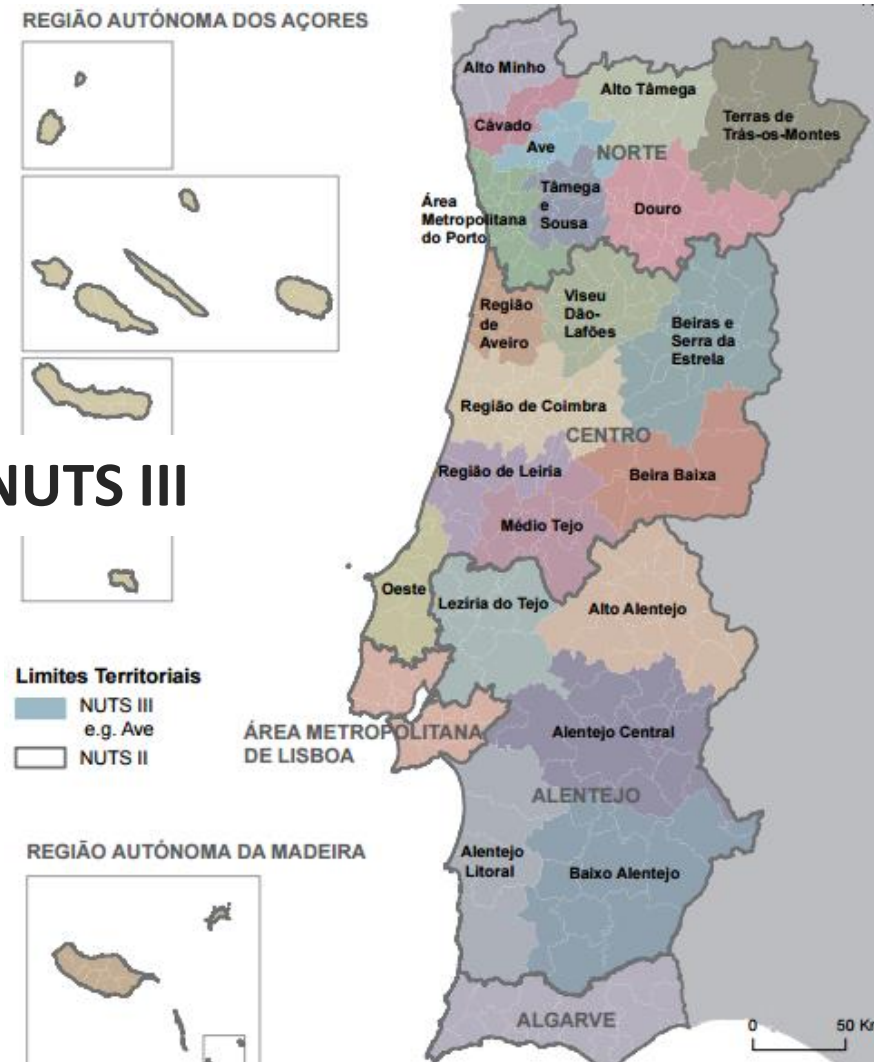 REGIÃO AUTÓNOMA DOS AÇORES
Alto Minho
Alto Tâmega
Terras de
Trás-os-Montes
Cávado
Ave
NORTE
Tâmega
e
Sousa
Douro
Área
Metropolitana
do Porto
Região
de
Aveiro
Viseu
Dão-
Lafões
Beiras e
Serra da
Estrela
Região de Coimbra
CENTRO
Região de Leiria
Beira Baixa
NUTS III
Médio Tejo
Oeste
Lezíria do Tejo
Alto Alentejo
Limites Territoriais
NUTS III
e.g. Ave
NUTS II
ÁREA METROPOLITANA
DE LISBOA
Alentejo Central
ALENTEJO
REGIÃO AUTÓNOMA DA MADEIRA
Alentejo
Litoral
Baixo Alentejo
ALGARVE
0 50 Km